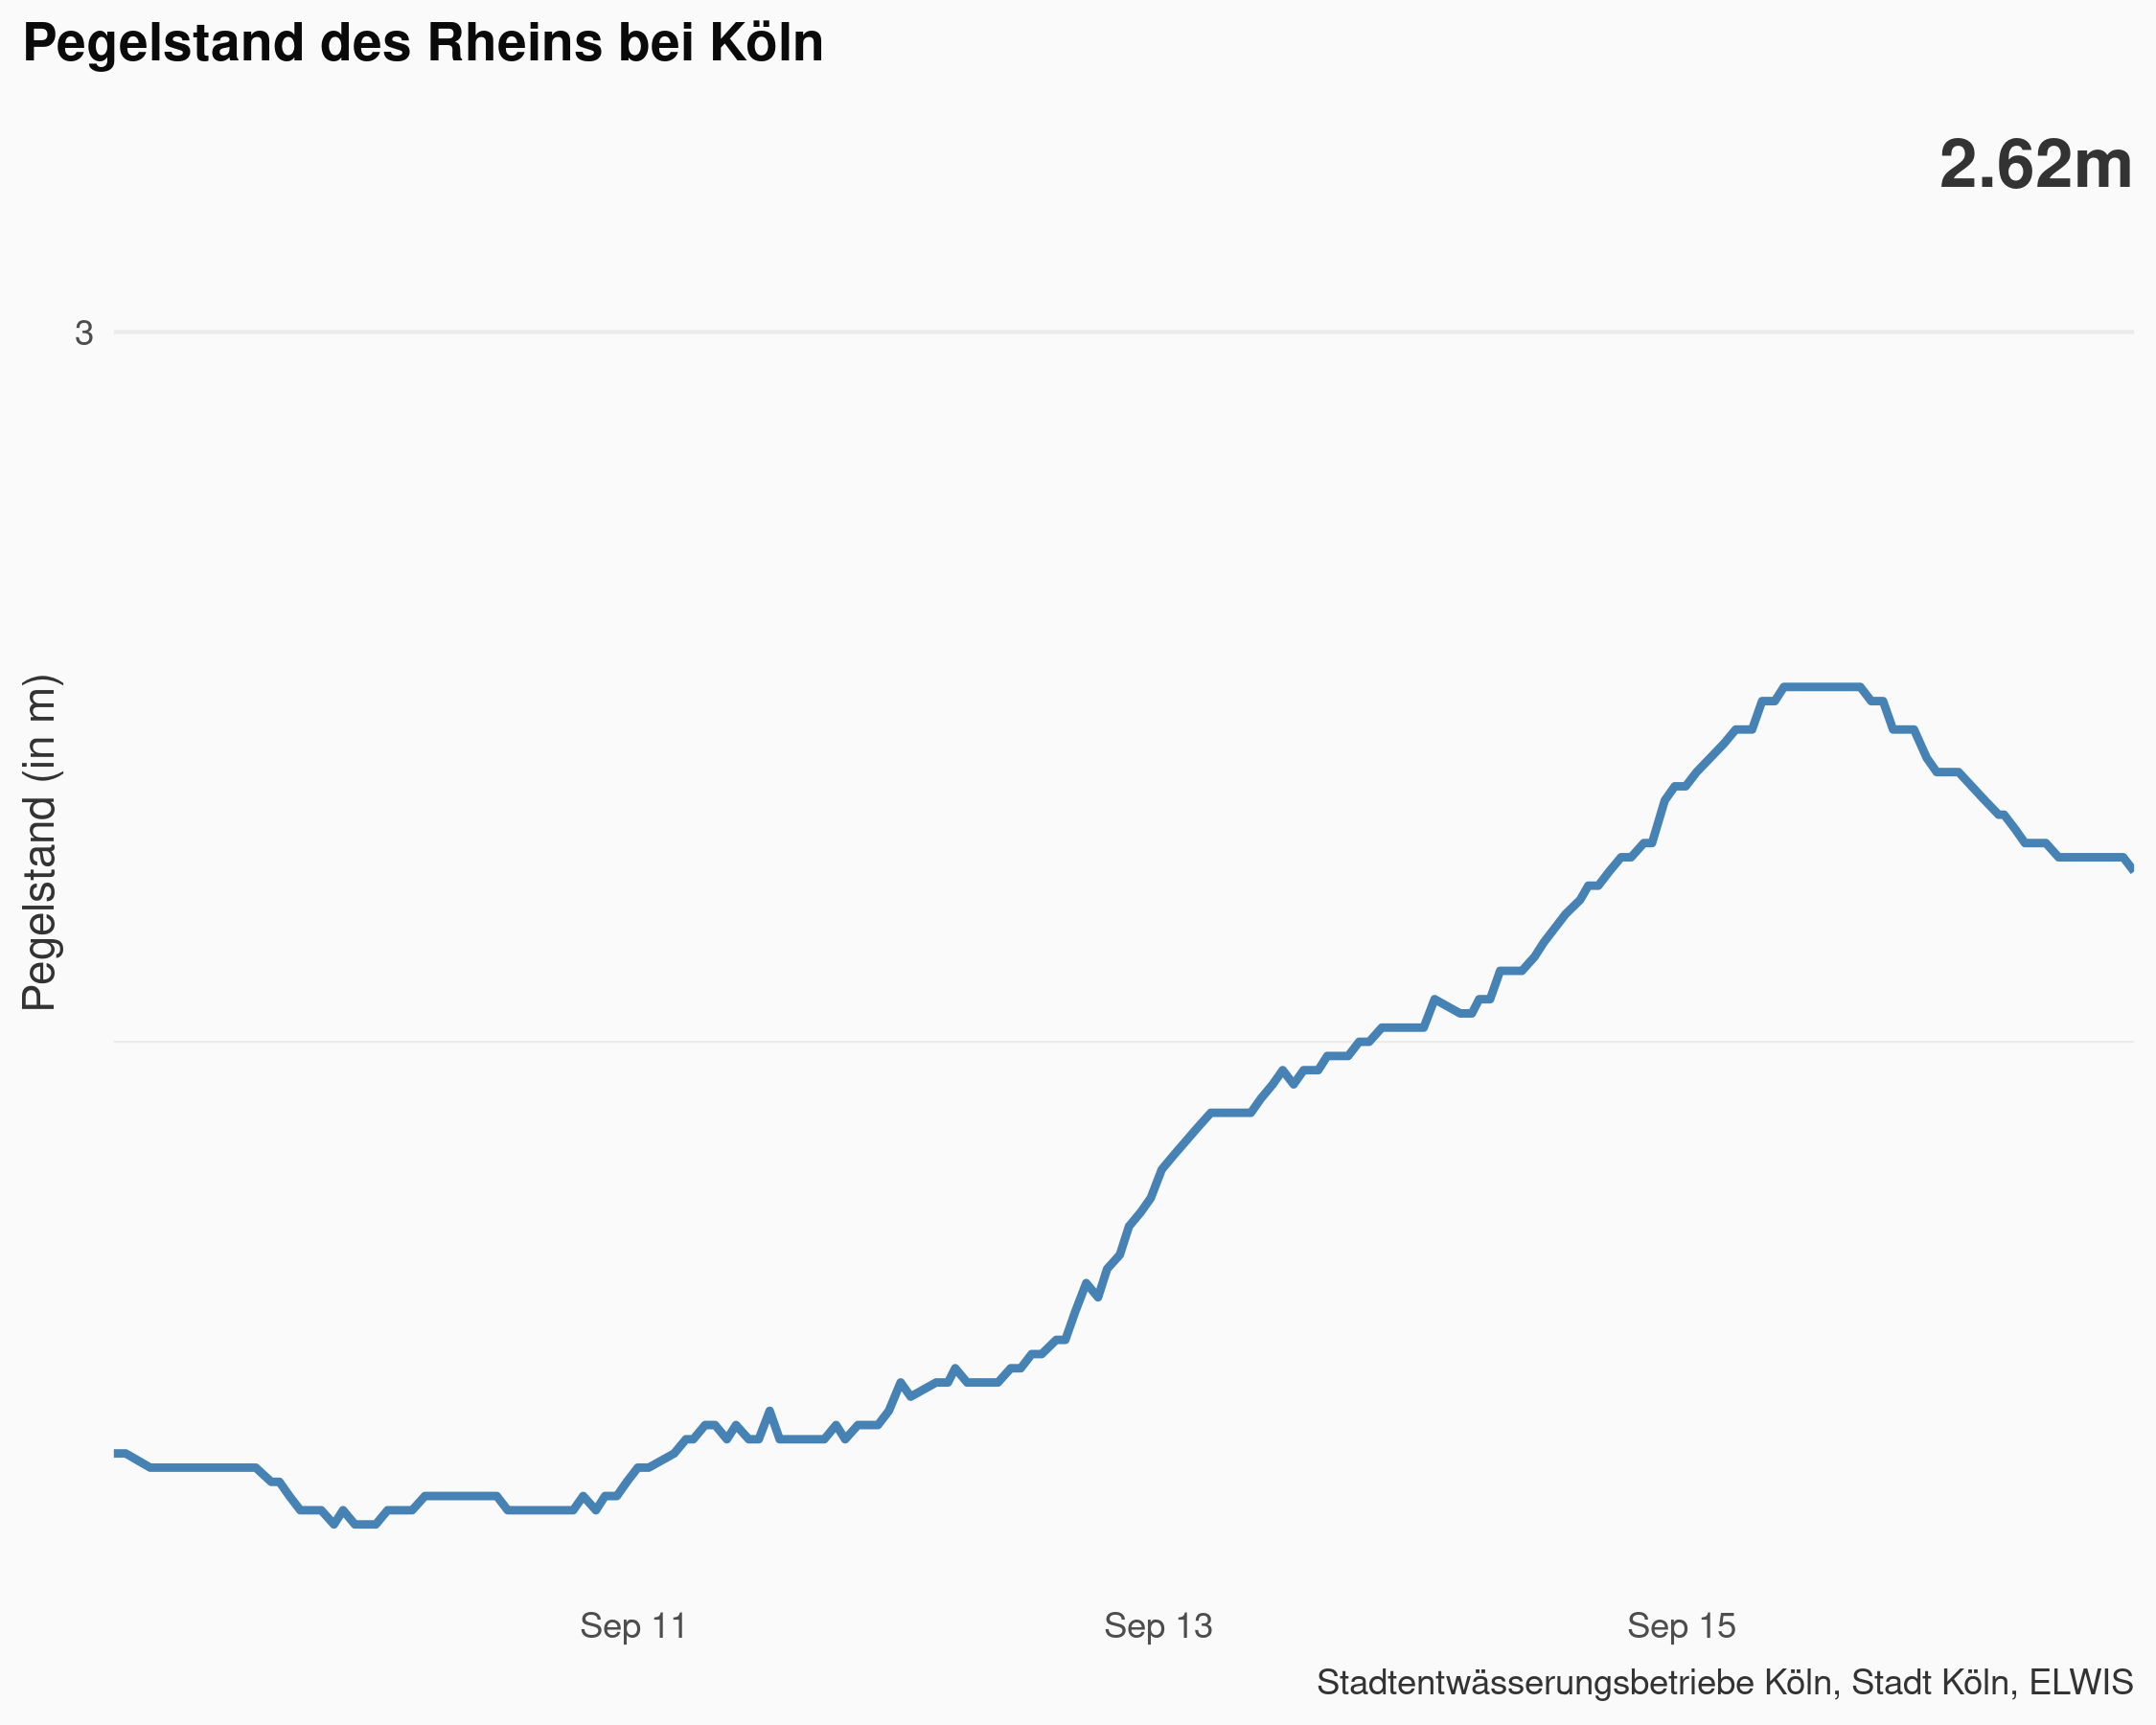 Pegelstand des Rheins bei Köln
2.62m
3
Pegelstand (in m)
Sep 11
Sep 13
Sep 15
Stadtentwässerungsbetriebe Köln, Stadt Köln, ELWIS